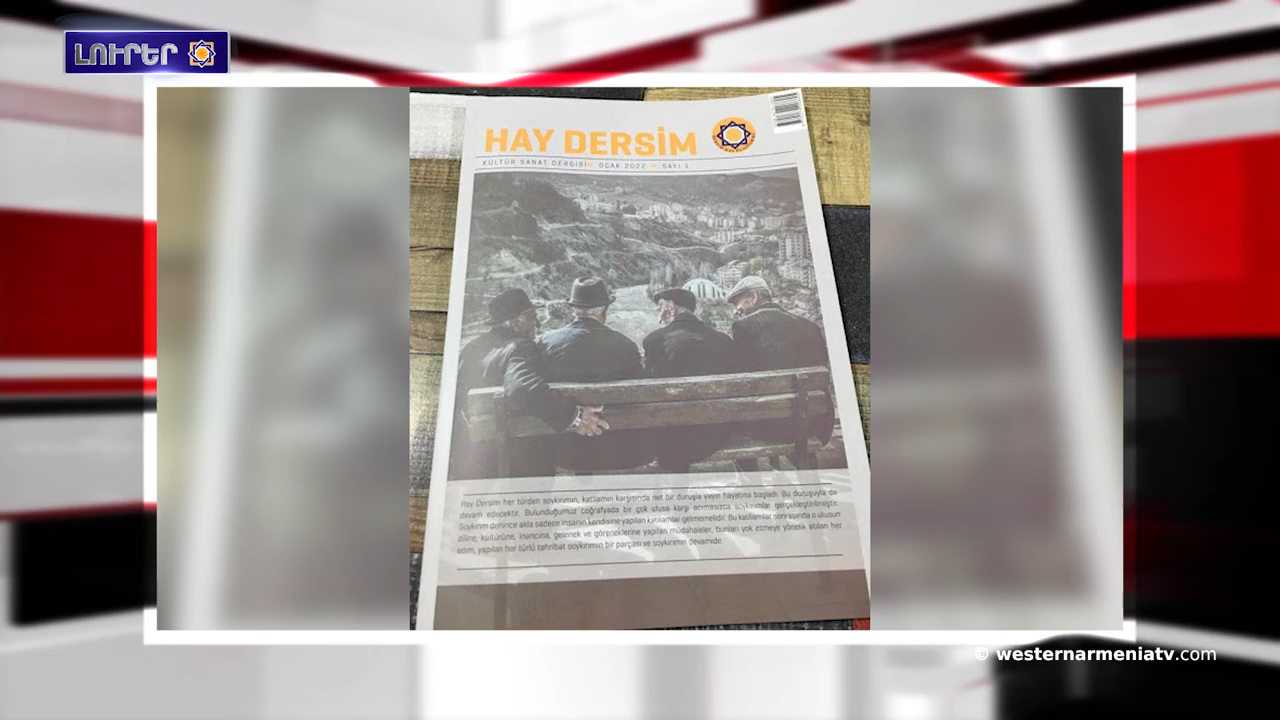 ԼՈՒՐԵՐ
HAY DERSİM
KÜLTÜR SANAT DERGİSİ OCAK 2022 SAYI 1
Hay Dersim her türden soykırımın, katliamın karşısında net bir duruşla yayın hayatına başladı. Bu duruşuyla da
devam edecektir. Bulunduğumuz coğrafyada bir çok ulusa karşı acımasızca soykırımlar gerçekleştirilmiştir.
Soykırım denince akla sadece insanın kendisine yapılan katliamlar gelmemelidir. Bu katliamlar sonrasında o ulusun
diline, kültürüne, inancına, gelenek ve göreneklerine yapılan müdahaleler, bunları yok etmeye yönelik atılan her
adım, yapılan her türlü tahribat soykırımın bir parçası ve soykırımın devamıdır.
© westernarmeniatv.com